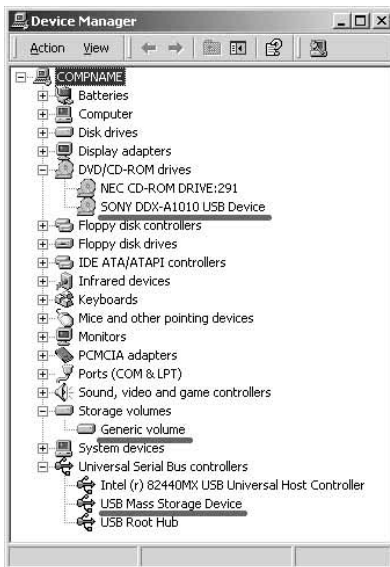 Device Manager
Action View
COMPNAME
Batteries
Computer
Disk drives
Display adapters
DVD/CD-ROM drives
NEC CD-ROM DRIVE:291
SONY DDX-A1010 USB Device
Floppy disk controllers
Floppy disk drives
IDE ATA/ATAPI controllers
Infrared devices
Keyboards
Mice and other pointing devices
Monitors
PCMCIA adapters
Ports (COM & LPT)
Sound, video and game controllers
Storage volumes
Generic volume
System devices
Universal Serial Bus controllers
Intel (r) 82440MX USB Universal Host Controller
USB Mass Storage Device
USB Root Hub